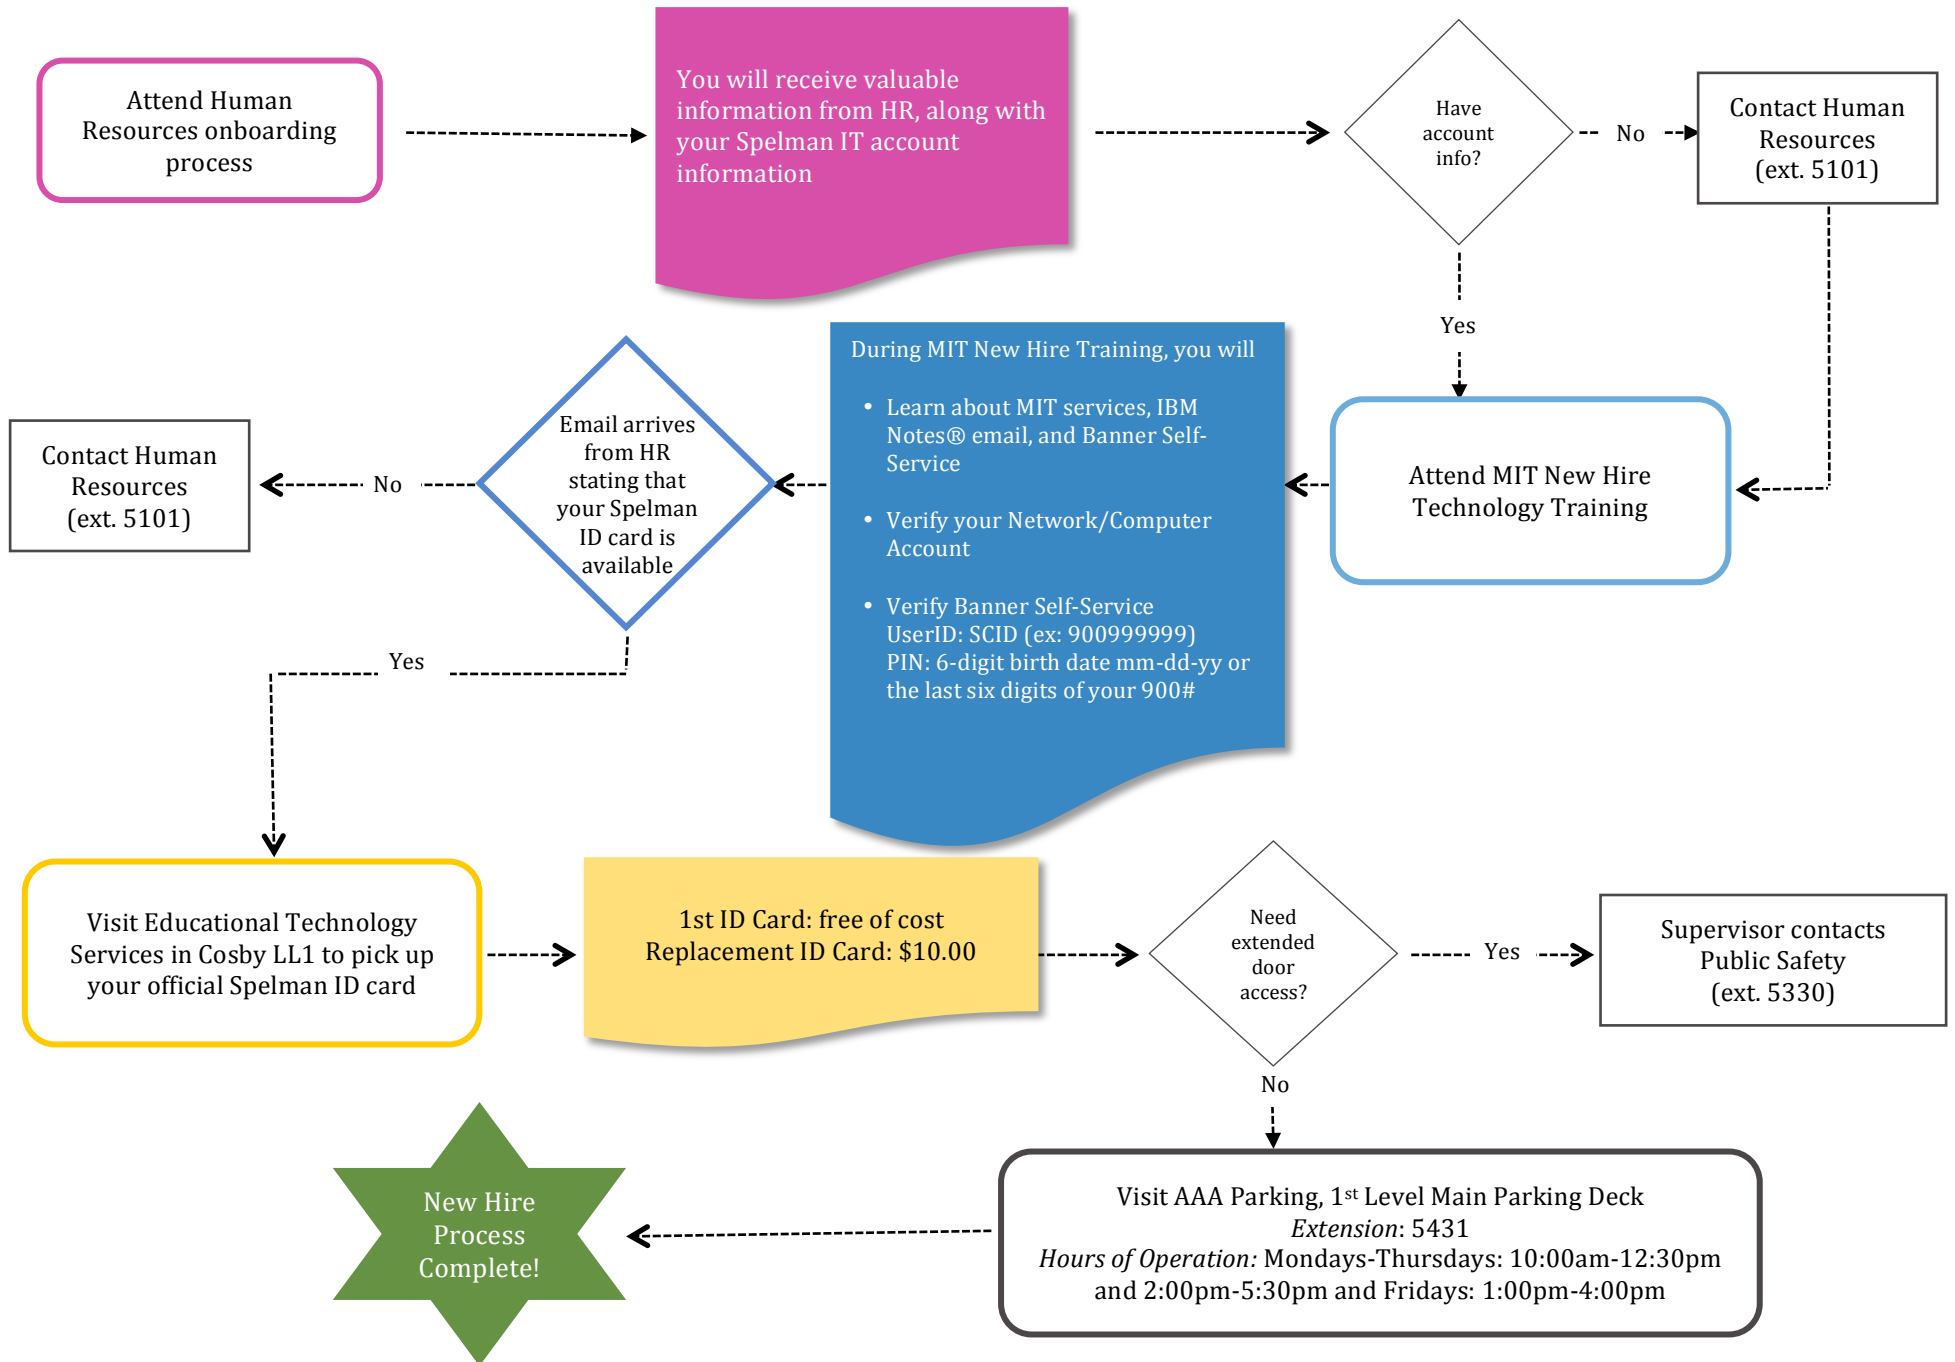 Attend Human
Resources onboarding
process
You will receive valuable
information from HR, along with
your Spelman IT account
information
Have
account
info?
No
Contact Human
Resources
(ext. 5101)
Yes
Attend MIT New Hire
Technology Training
During MIT New Hire Training, you will
• Learn about MIT services, IBM
Notes® email, and Banner Self-
Service
• Verify your Network/Computer
Account
• Verify Banner Self-Service
UserID: SCID (ex: 900999999)
PIN: 6-digit birth date mm-dd-yy or
the last six digits of your 900#
Email arrives
from HR
stating that
your Spelman
ID card is
available
No
Contact Human
Resources
(ext. 5101)
Yes
Visit Educational Technology
Services in Cosby LL1 to pick up
your official Spelman ID card
1st ID Card: free of cost
Replacement ID Card: $10.00
Need
extended
door
access?
Yes
Supervisor contacts
Public Safety
(ext. 5330)
No
Visit AAA Parking, 1st Level Main Parking Deck
Extension: 5431
Hours of Operation: Mondays-Thursdays: 10:00am-12:30pm
and 2:00pm-5:30pm and Fridays: 1:00pm-4:00pm
New Hire
Process
Complete!